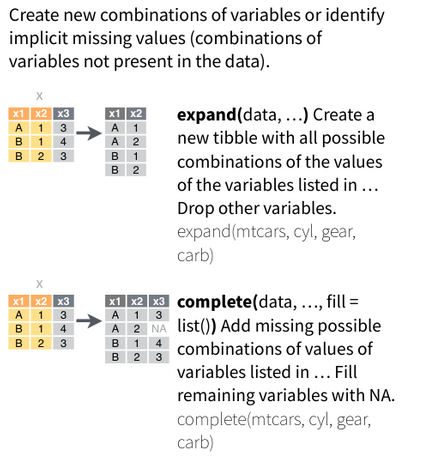 Create new combinations of variables or identify
implicit missing values (combinations of
variables not present in the data).
x
x1 x2 x3
A 1 3
B 1 4
B 2 3
x1 x2
A 1
A 2
B 1
B 2
expand(data, …) Create a
new tibble with all possible
combinations of the values
of the variables listed in …
Drop other variables.
expand(mtcars, cyl, gear,
carb)
x
x1 x2 x3
A 1 3
B 1 4
B 2 3
x1 x2 x3
A 1 3
A 2 NA
B 1 4
B 2 3
complete(data, …, fill =
list()) Add missing possible
combinations of values of
variables listed in … Fill
remaining variables with NA.
complete(mtcars, cyl, gear,
carb)